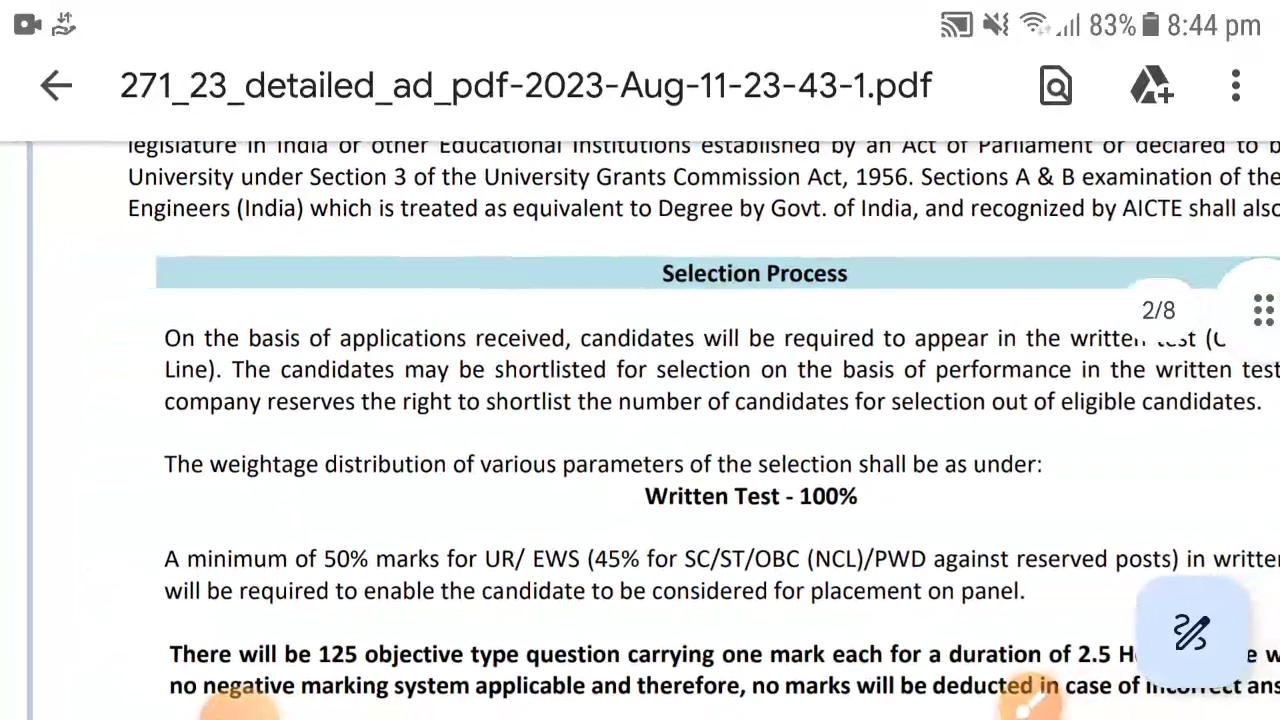 83% 8:44 pm
271_23_detailed_ad_pdf-2023-Aug-11-23-43-1.pdf
legislature in India or other Educational Institutions established by an Act of Parliament or declared to b
University under Section 3 of the University Grants Commission Act, 1956. Sections A & B examination of the
Engineers (India) which is treated as equivalent to Degree by Govt. of India, and recognized by AICTE shall also
Selection Process
2/8
On the basis of applications received, candidates will be required to appear in the written test (
Line). The candidates may be shortlisted for selection on the basis of performance in the written test
company reserves the right to shortlist the number of candidates for selection out of eligible candidates.
The weightage distribution of various parameters of the selection shall be as under:
Written Test - 100%
A minimum of 50% marks for UR/ EWS (45% for SC/ST/OBC (NCL)/PWD against reserved posts) in writte
will be required to enable the candidate to be considered for placement on panel.
There will be 125 objective type question carrying one mark each for a duration of 2.5 H e w
no negative marking system applicable and therefore, no marks will be deducted in case of incorrect ans